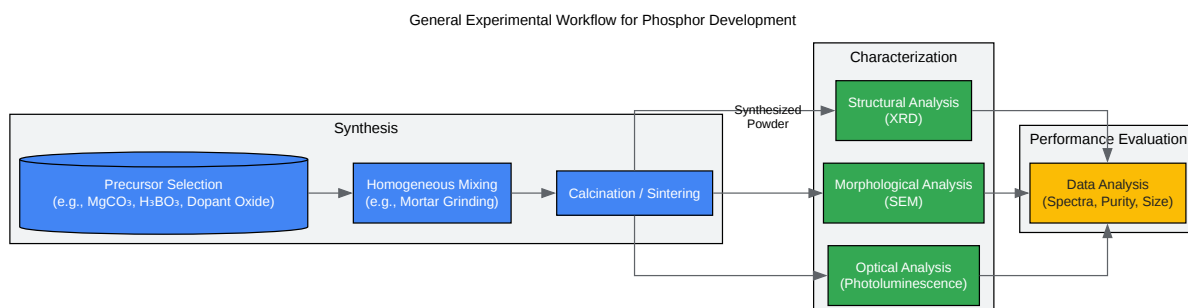 General Experimental Workflow for Phosphor Development
Synthesis
Precursor Selection
(e.g., MgCO₃, H₃BO₃, Dopant Oxide)
Homogeneous Mixing
(e.g., Mortar Grinding)
Calcination / Sintering
Synthesized
Powder
Characterization
Structural Analysis
(XRD)
Morphological Analysis
(SEM)
Optical Analysis
(Photoluminescence)
Performance Evaluation
Data Analysis
(Spectra, Purity, Size)